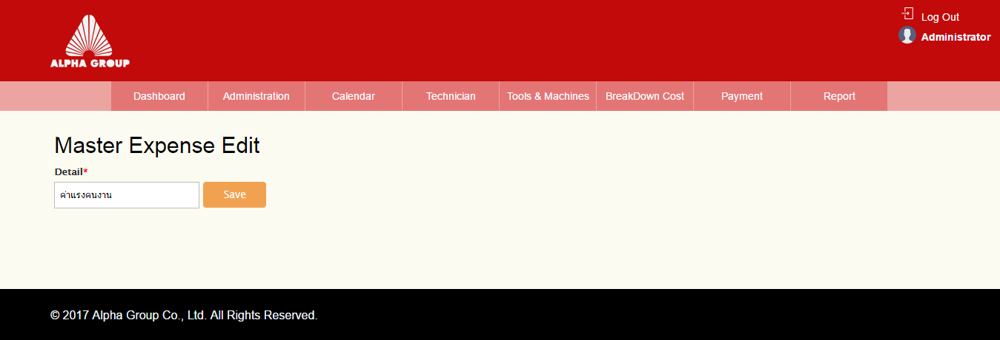 Log Out
Administrator
ALPHA GROUP
Dashboard Administration Calendar Technician Tools & Machines BreakDown Cost Payment Report
Master Expense Edit
Detail*
ค่าแรงคนงาน Save
© 2017 Alpha Group Co., Ltd. All Rights Reserved.